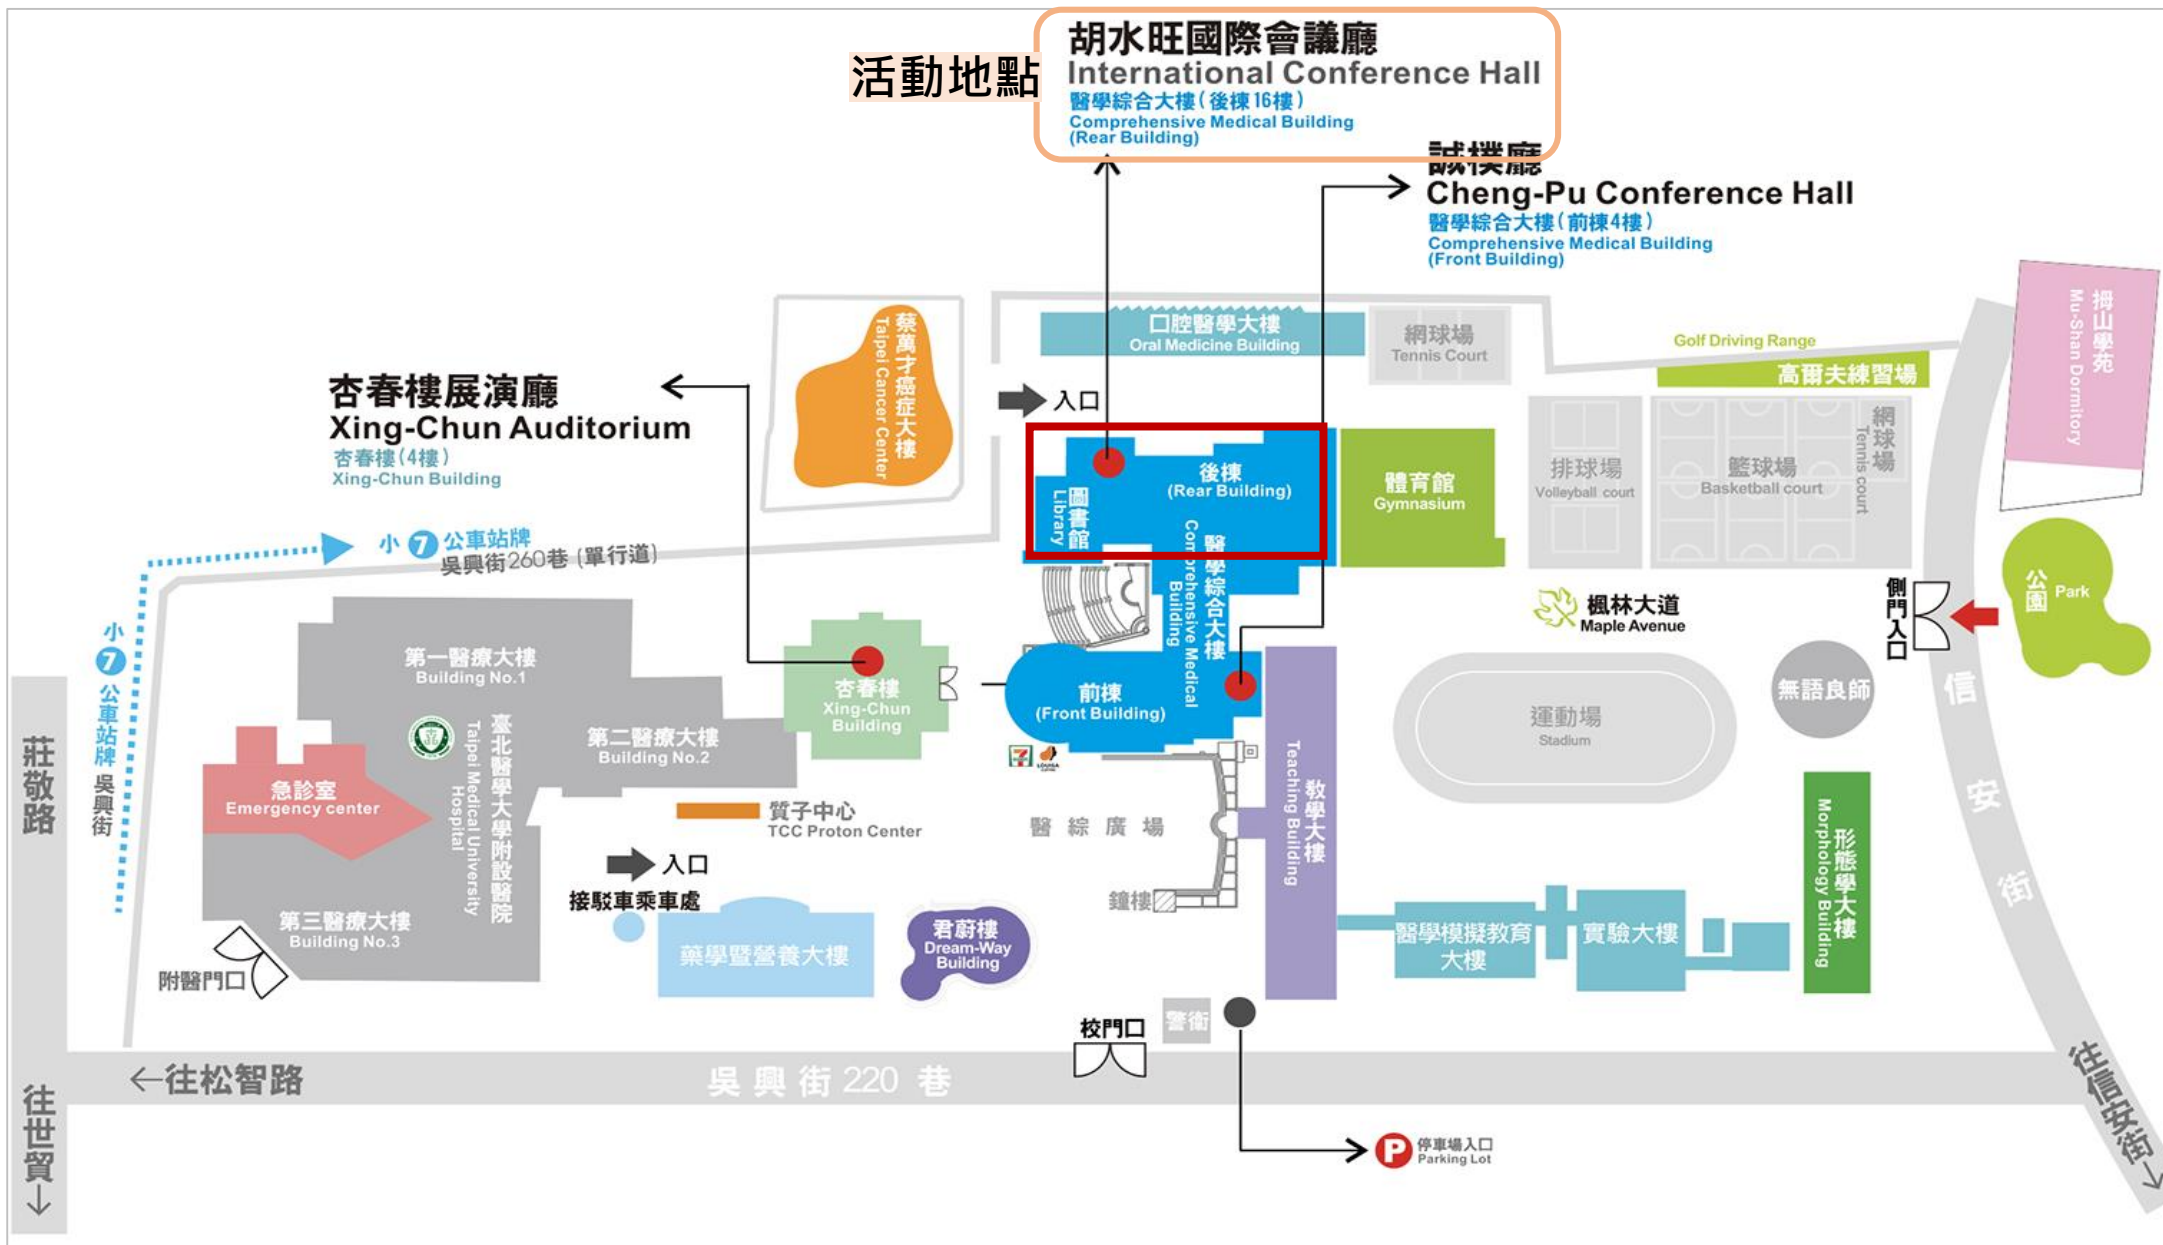 活動地點
胡水旺國際會議廳
International Conference Hall
醫學綜合大樓(後棟16樓)
Comprehensive Medical Building
(Rear Building)
誠樸廳
Cheng-Pu Conference Hall
醫學綜合大樓(前棟4樓)
Comprehensive Medical Building
(Front Building)
杏春樓展演廳
Xing-Chun Auditorium
杏春樓(4樓)
Xing-Chun Building
蔡萬才癌症大樓
Taipei Cancer Center
口腔醫學大樓
Oral Medicine Building
網球場
Tennis Court
Golf Driving Range
高爾夫練習場
拇山學苑
Mu-Shan Dormitory
入口
後棟
(Rear Building)
圖書館
Library
醫學綜合大樓
Comprehensive Medical
Building
體育館
Gymnasium
排球場
Volleyball court
籃球場
Basketball court
網球場
Tennis court
小 7 公車站牌
吳興街260巷 (單行道)
小
7
公車站牌
吳興街
第一醫療大樓
Building No.1
第二醫療大樓
Building No.2
臺北醫學大學附設醫院
Taipei Medical University
Hospital
急診室
Emergency center
第三醫療大樓
Building No.3
附醫門口
杏春樓
Xing-Chun
Building
前棟
(Front Building)
7
LOUISA
質子中心
TCC Proton Center
入口
接駁車乘車處
藥學暨營養大樓
君蔚樓
Dream-Way
Building
醫綜廣場
鐘樓
教學大樓
Teaching Building
楓林大道
Maple Avenue
運動場
Stadium
無語良師
側門入口
公園
Park
形態學大樓
Morphology Building
醫學模擬教育
大樓
實驗大樓
校門口
警衛
莊敬路
往世貿↓
←往松智路
吳興街220 巷
信安街
往信安街↓
P 停車場入口
Parking Lot